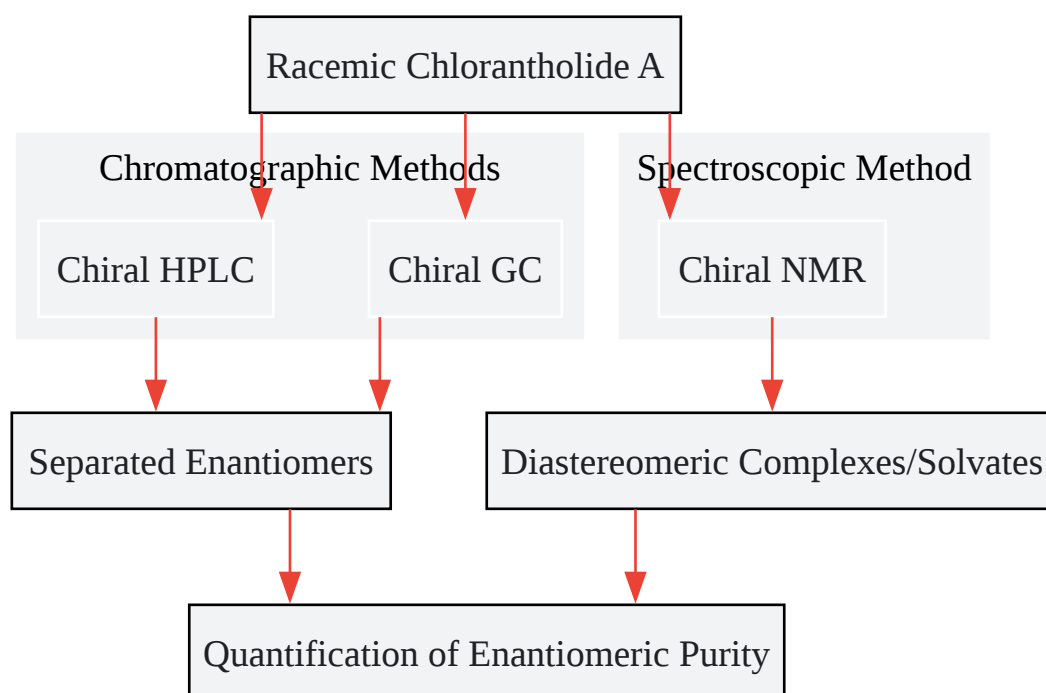 Racemic Chlorantholide A
Chromatographic Methods
Spectroscopic Method
Chiral HPLC
Chiral GC
Chiral NMR
Separated Enantiomers
Diastereomeric Complexes/Solvates
Quantification of Enantiomeric Purity